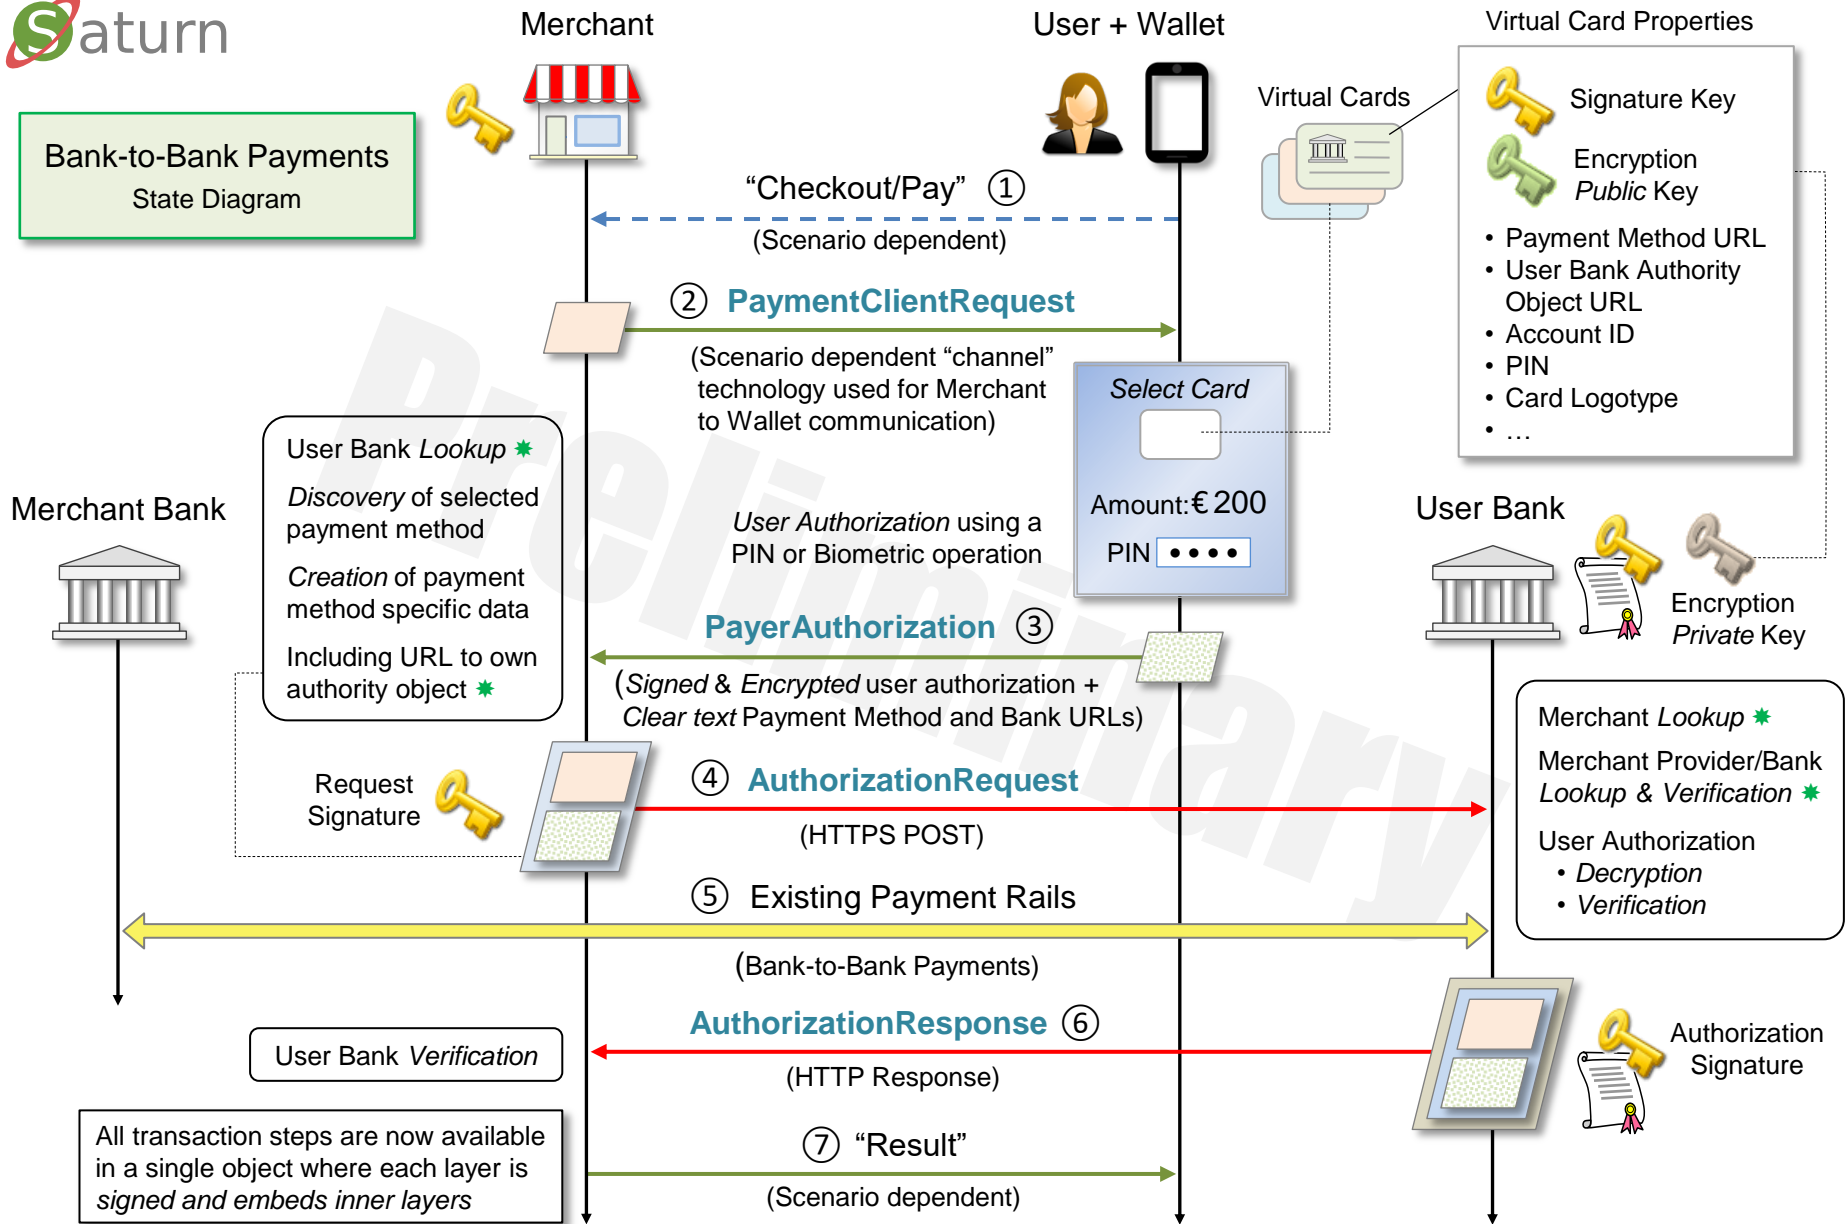 Saturn
Merchant
User + Wallet
Virtual Card Properties
Bank-to-Bank Payments
State Diagram
Virtual Cards
Signature Key
Encryption
Public Key
• Payment Method URL
• User Bank Authority
Object URL
• Account ID
• PIN
• Card Logotype
• …
“Checkout/Pay” ①
(Scenario dependent)
② PaymentClientRequest
(Scenario dependent “channel”
technology used for Merchant
to Wallet communication)
Select Card
Amount: € 200
PIN ••••
User Authorization using a
PIN or Biometric operation
User Bank Lookup ✸
Discovery of selected
payment method
Creation of payment
method specific data
Including URL to own
authority object ✸
Merchant Bank
User Bank
Encryption
Private Key
PayerAuthorization ③
(Signed & Encrypted user authorization +
Clear text Payment Method and Bank URLs)
Merchant Lookup ✸
Merchant Provider/Bank
Lookup & Verification ✸
User Authorization
• Decryption
• Verification
Request
Signature
④ AuthorizationRequest
(HTTPS POST)
⑤ Existing Payment Rails
(Bank-to-Bank Payments)
AuthorizationResponse ⑥
(HTTP Response)
User Bank Verification
Authorization
Signature
All transaction steps are now available
in a single object where each layer is
signed and embeds inner layers
⑦ “Result”
(Scenario dependent)
Preliminary